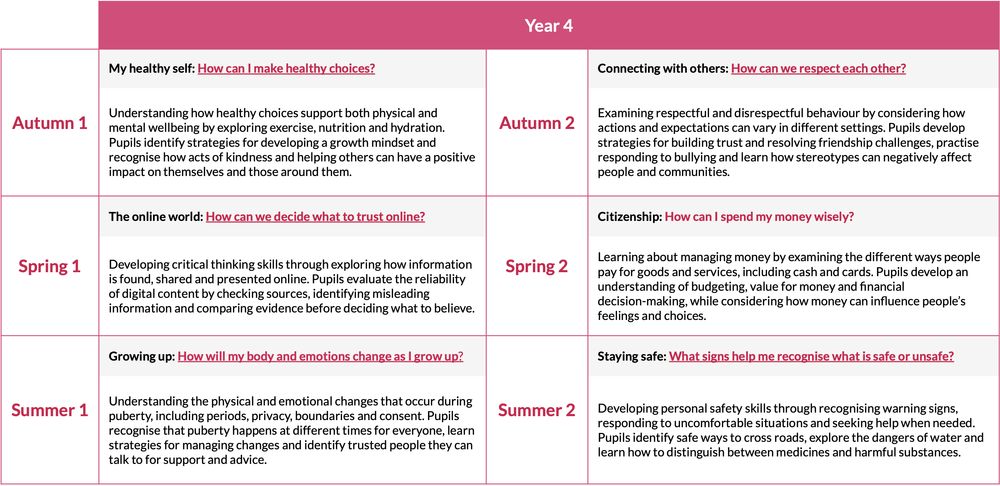 Year 4
Autumn 1
My healthy self: How can I make healthy choices?
Understanding how healthy choices support both physical and
mental wellbeing by exploring exercise, nutrition and hydration.
Pupils identify strategies for developing a growth mindset and
recognise how acts of kindness and helping others can have a positive
impact on themselves and those around them.
Autumn 2
Connecting with others: How can we respect each other?
Examining respectful and disrespectful behaviour by considering how
actions and expectations can vary in different settings. Pupils develop
strategies for building trust and resolving friendship challenges, practise
responding to bullying and learn how stereotypes can negatively affect
people and communities.
Spring 1
The online world: How can we decide what to trust online?
Developing critical thinking skills through exploring how information
is found, shared and presented online. Pupils evaluate the reliability
of digital content by checking sources, identifying misleading
information and comparing evidence before deciding what to believe.
Spring 2
Citizenship: How can I spend my money wisely?
Learning about managing money by examining the different ways people
pay for goods and services, including cash and cards. Pupils develop an
understanding of budgeting, value for money and financial
decision-making, while considering how money can influence people’s
feelings and choices.
Summer 1
Growing up: How will my body and emotions change as I grow up?
Understanding the physical and emotional changes that occur during
puberty, including periods, privacy, boundaries and consent. Pupils
recognise that puberty happens at different times for everyone, learn
strategies for managing changes and identify trusted people they can
talk to for support and advice.
Summer 2
Staying safe: What signs help me recognise what is safe or unsafe?
Developing personal safety skills through recognising warning signs,
responding to uncomfortable situations and seeking help when needed.
Pupils identify safe ways to cross roads, explore the dangers of water and
learn how to distinguish between medicines and harmful substances.